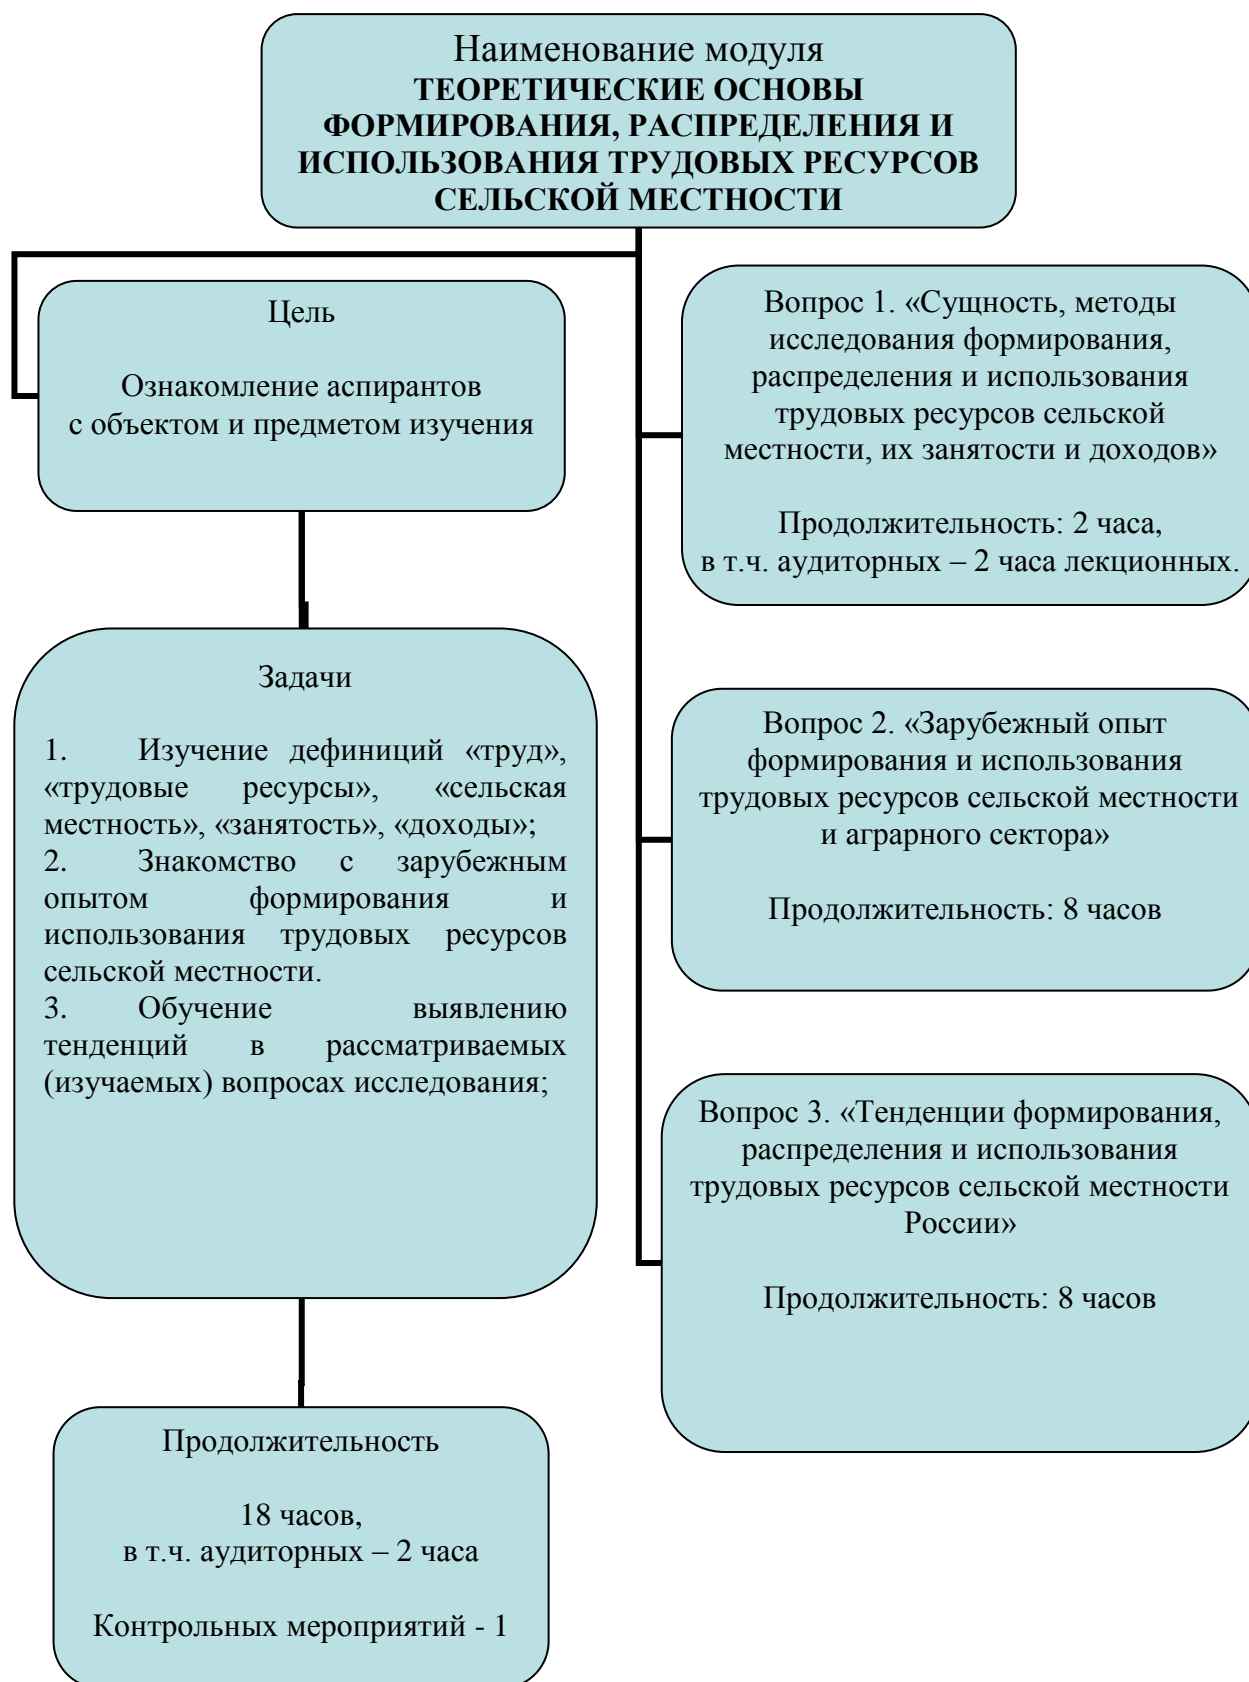 Наименование модуля
ТЕОРЕТИЧЕСКИЕ ОСНОВЫ
ФОРМИРОВАНИЯ, РАСПРЕДЕЛЕНИЯ И
ИСПОЛЬЗОВАНИЯ ТРУДОВЫХ РЕСУРСОВ
СЕЛЬСКОЙ МЕСТНОСТИ
Цель
Ознакомление аспирантов
с объектом и предметом изучения
Задачи
1. Изучение дефиниций «труд»,
«трудовые ресурсы», «сельская
местность», «занятость», «доходы»;
2. Знакомство с зарубежным
опытом формирования и
использования трудовых ресурсов
сельской местности.
3. Обучение выявлению
тенденций в рассматриваемых
(изучаемых) вопросах исследования;
Продолжительность
18 часов,
в т.ч. аудиторных – 2 часа
Контрольных мероприятий - 1
Вопрос 1. «Сущность, методы
исследования формирования,
распределения и использования
трудовых ресурсов сельской
местности, их занятости и доходов»
Продолжительность: 2 часа,
в т.ч. аудиторных – 2 часа лекционных.
Вопрос 2. «Зарубежный опыт
формирования и использования
трудовых ресурсов сельской местности
и аграрного сектора»
Продолжительность: 8 часов
Вопрос 3. «Тенденции формирования,
распределения и использования
трудовых ресурсов сельской местности
России»
Продолжительность: 8 часов